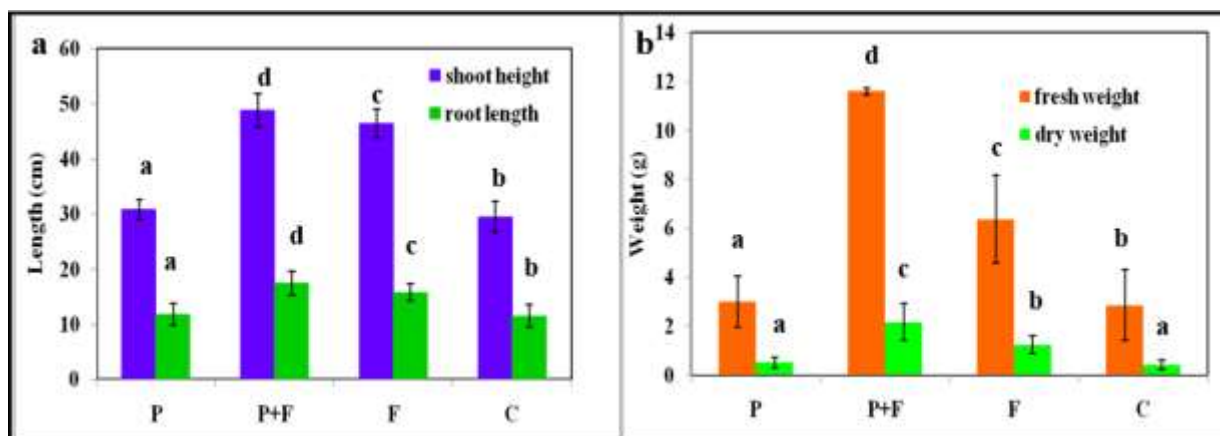 a
60
50
40
30
20
10
0
Length (cm)
shoot height
root length
a
a
d
d
c
c
b
b
P
P+F
F
C
b
14
12
10
8
6
4
2
0
Weight (g)
fresh weight
dry weight
a
a
d
c
c
b
b
a
P
P+F
F
C